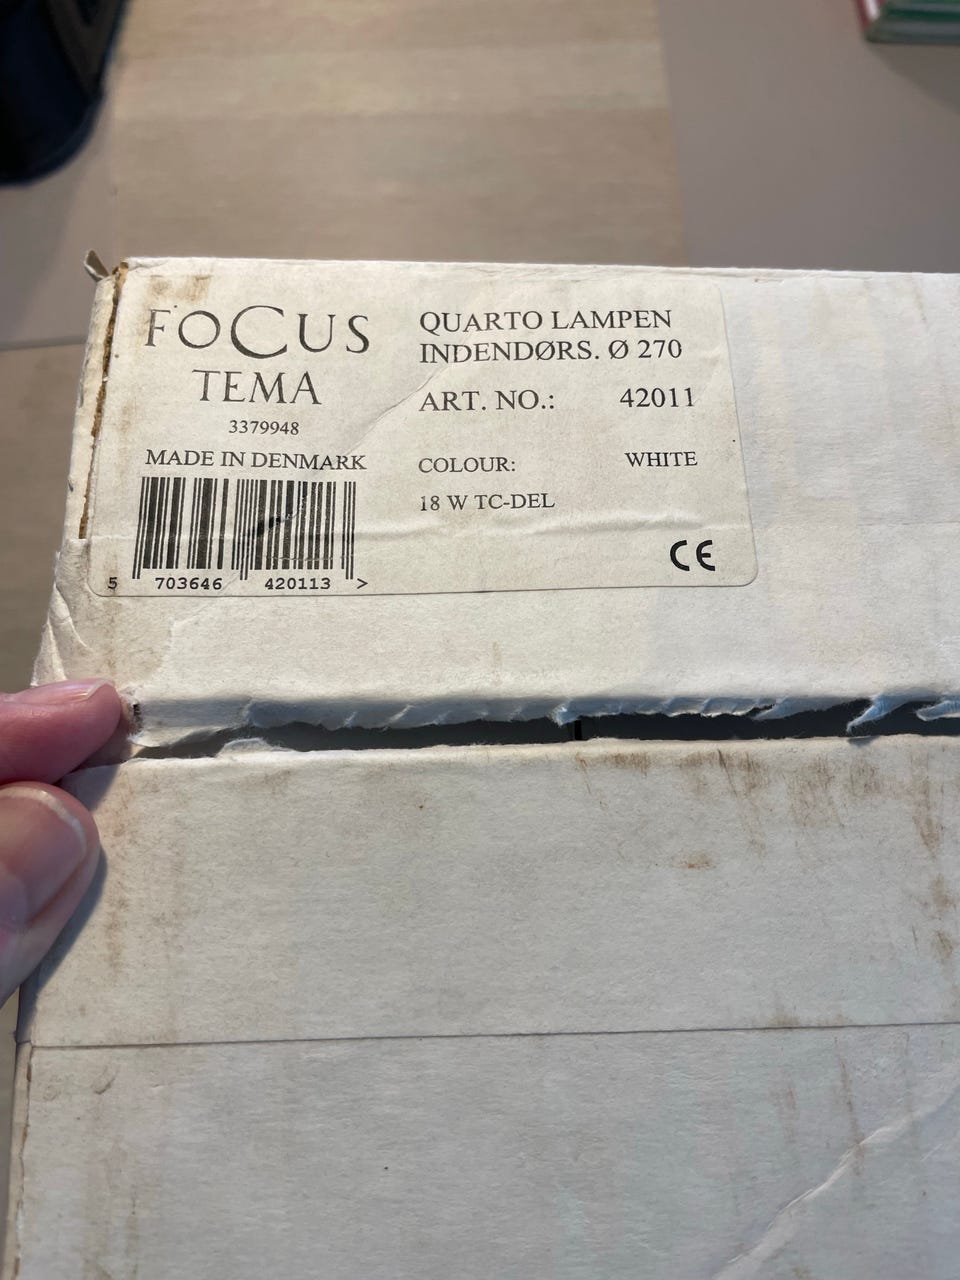 FOCUS
TEMA
3379948
MADE IN DENMARK
5 703646 420113 >
QUARTO LAMPEN
INDENDØRS. Ø 270
ART. NO.: 42011
COLOUR: WHITE
18 W TC-DEL
CE